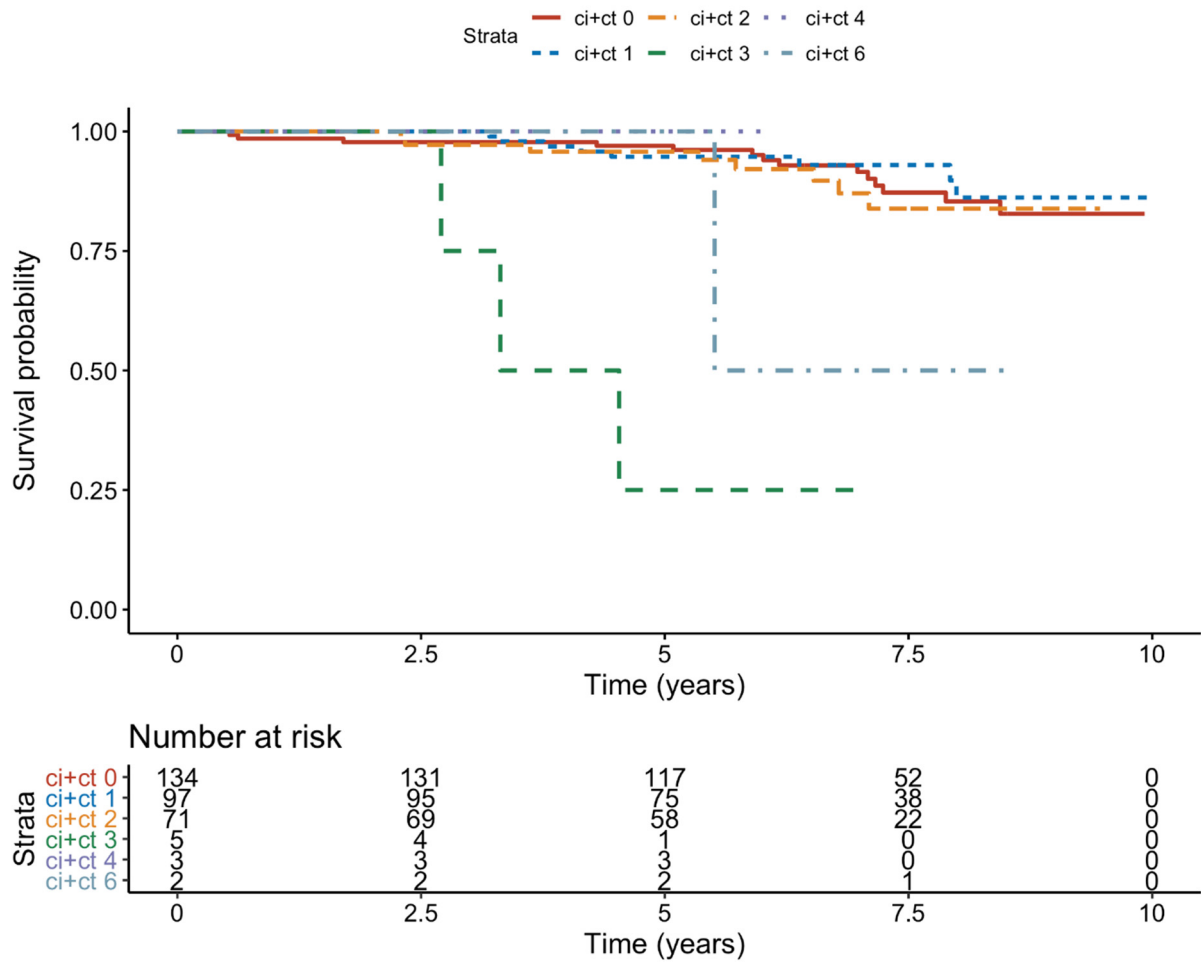 Strata ci+ct 0 ci+ct 2 ci+ct 4
ci+ct 1 ci+ct 3 ci+ct 6
Survival probability
1.00
0.75
0.50
0.25
0.00
0 2.5 5 7.5 10
Time (years)
Number at risk
Strata
ci+ct 0 134 131 117 52 0
ci+ct 1 97 95 75 38 0
ci+ct 2 71 69 58 22 0
ci+ct 3 5 4 1 0 0
ci+ct 4 3 3 3 0 0
ci+ct 6 2 2 2 1 0
0 2.5 5 7.5 10
Time (years)